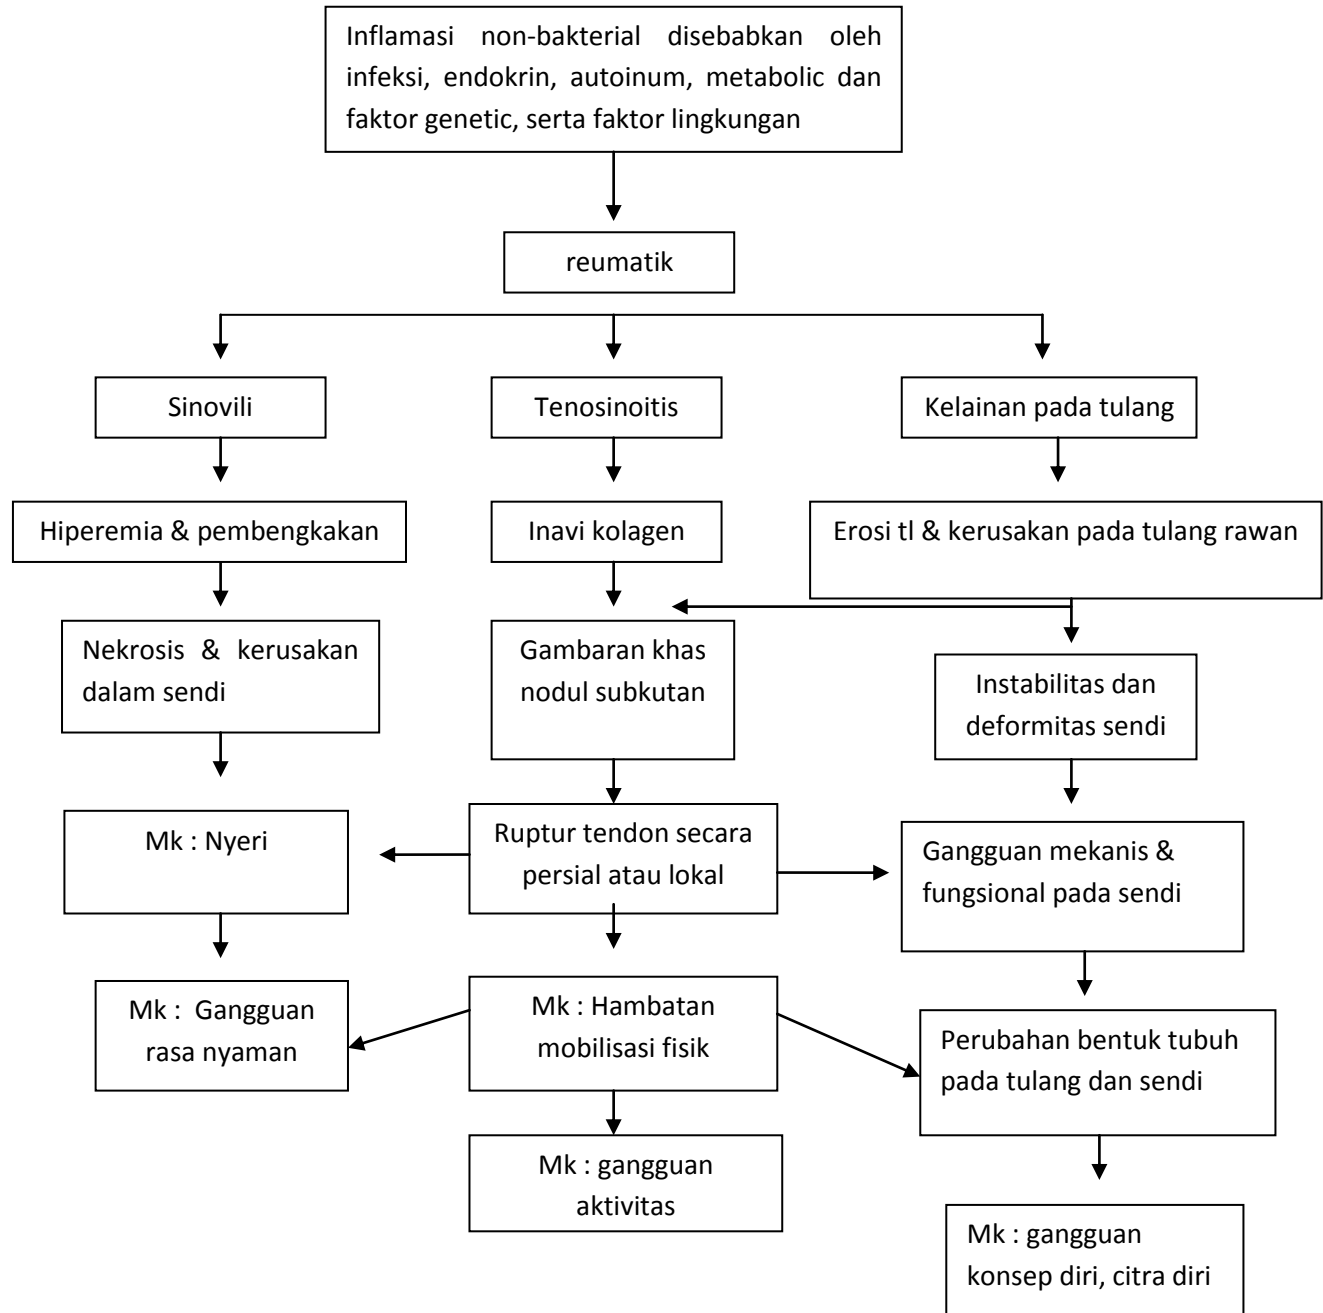 Inflamasi non-bakterial disebabkan oleh
infeksi, endokrin, autoinum, metabolic dan
faktor genetic, serta faktor lingkungan
reumatik
Sinovili
Tenosinoitis
Kelainan pada tulang
Hiperemia & pembengkakan
Inavi kolagen
Erosi tl & kerusakan pada tulang rawan
Nekrosis & kerusakan
dalam sendi
Gambaran khas
nodul subkutan
Instabilitas dan
deformitas sendi
Mk : Nyeri
Ruptur tendon secara
persial atau lokal
Gangguan mekanis &
fungsional pada sendi
Mk : Gangguan
rasa nyaman
Mk : Hambatan
mobilisasi fisik
Perubahan bentuk tubuh
pada tulang dan sendi
Mk : gangguan
aktivitas
Mk : gangguan
konsep diri, citra diri